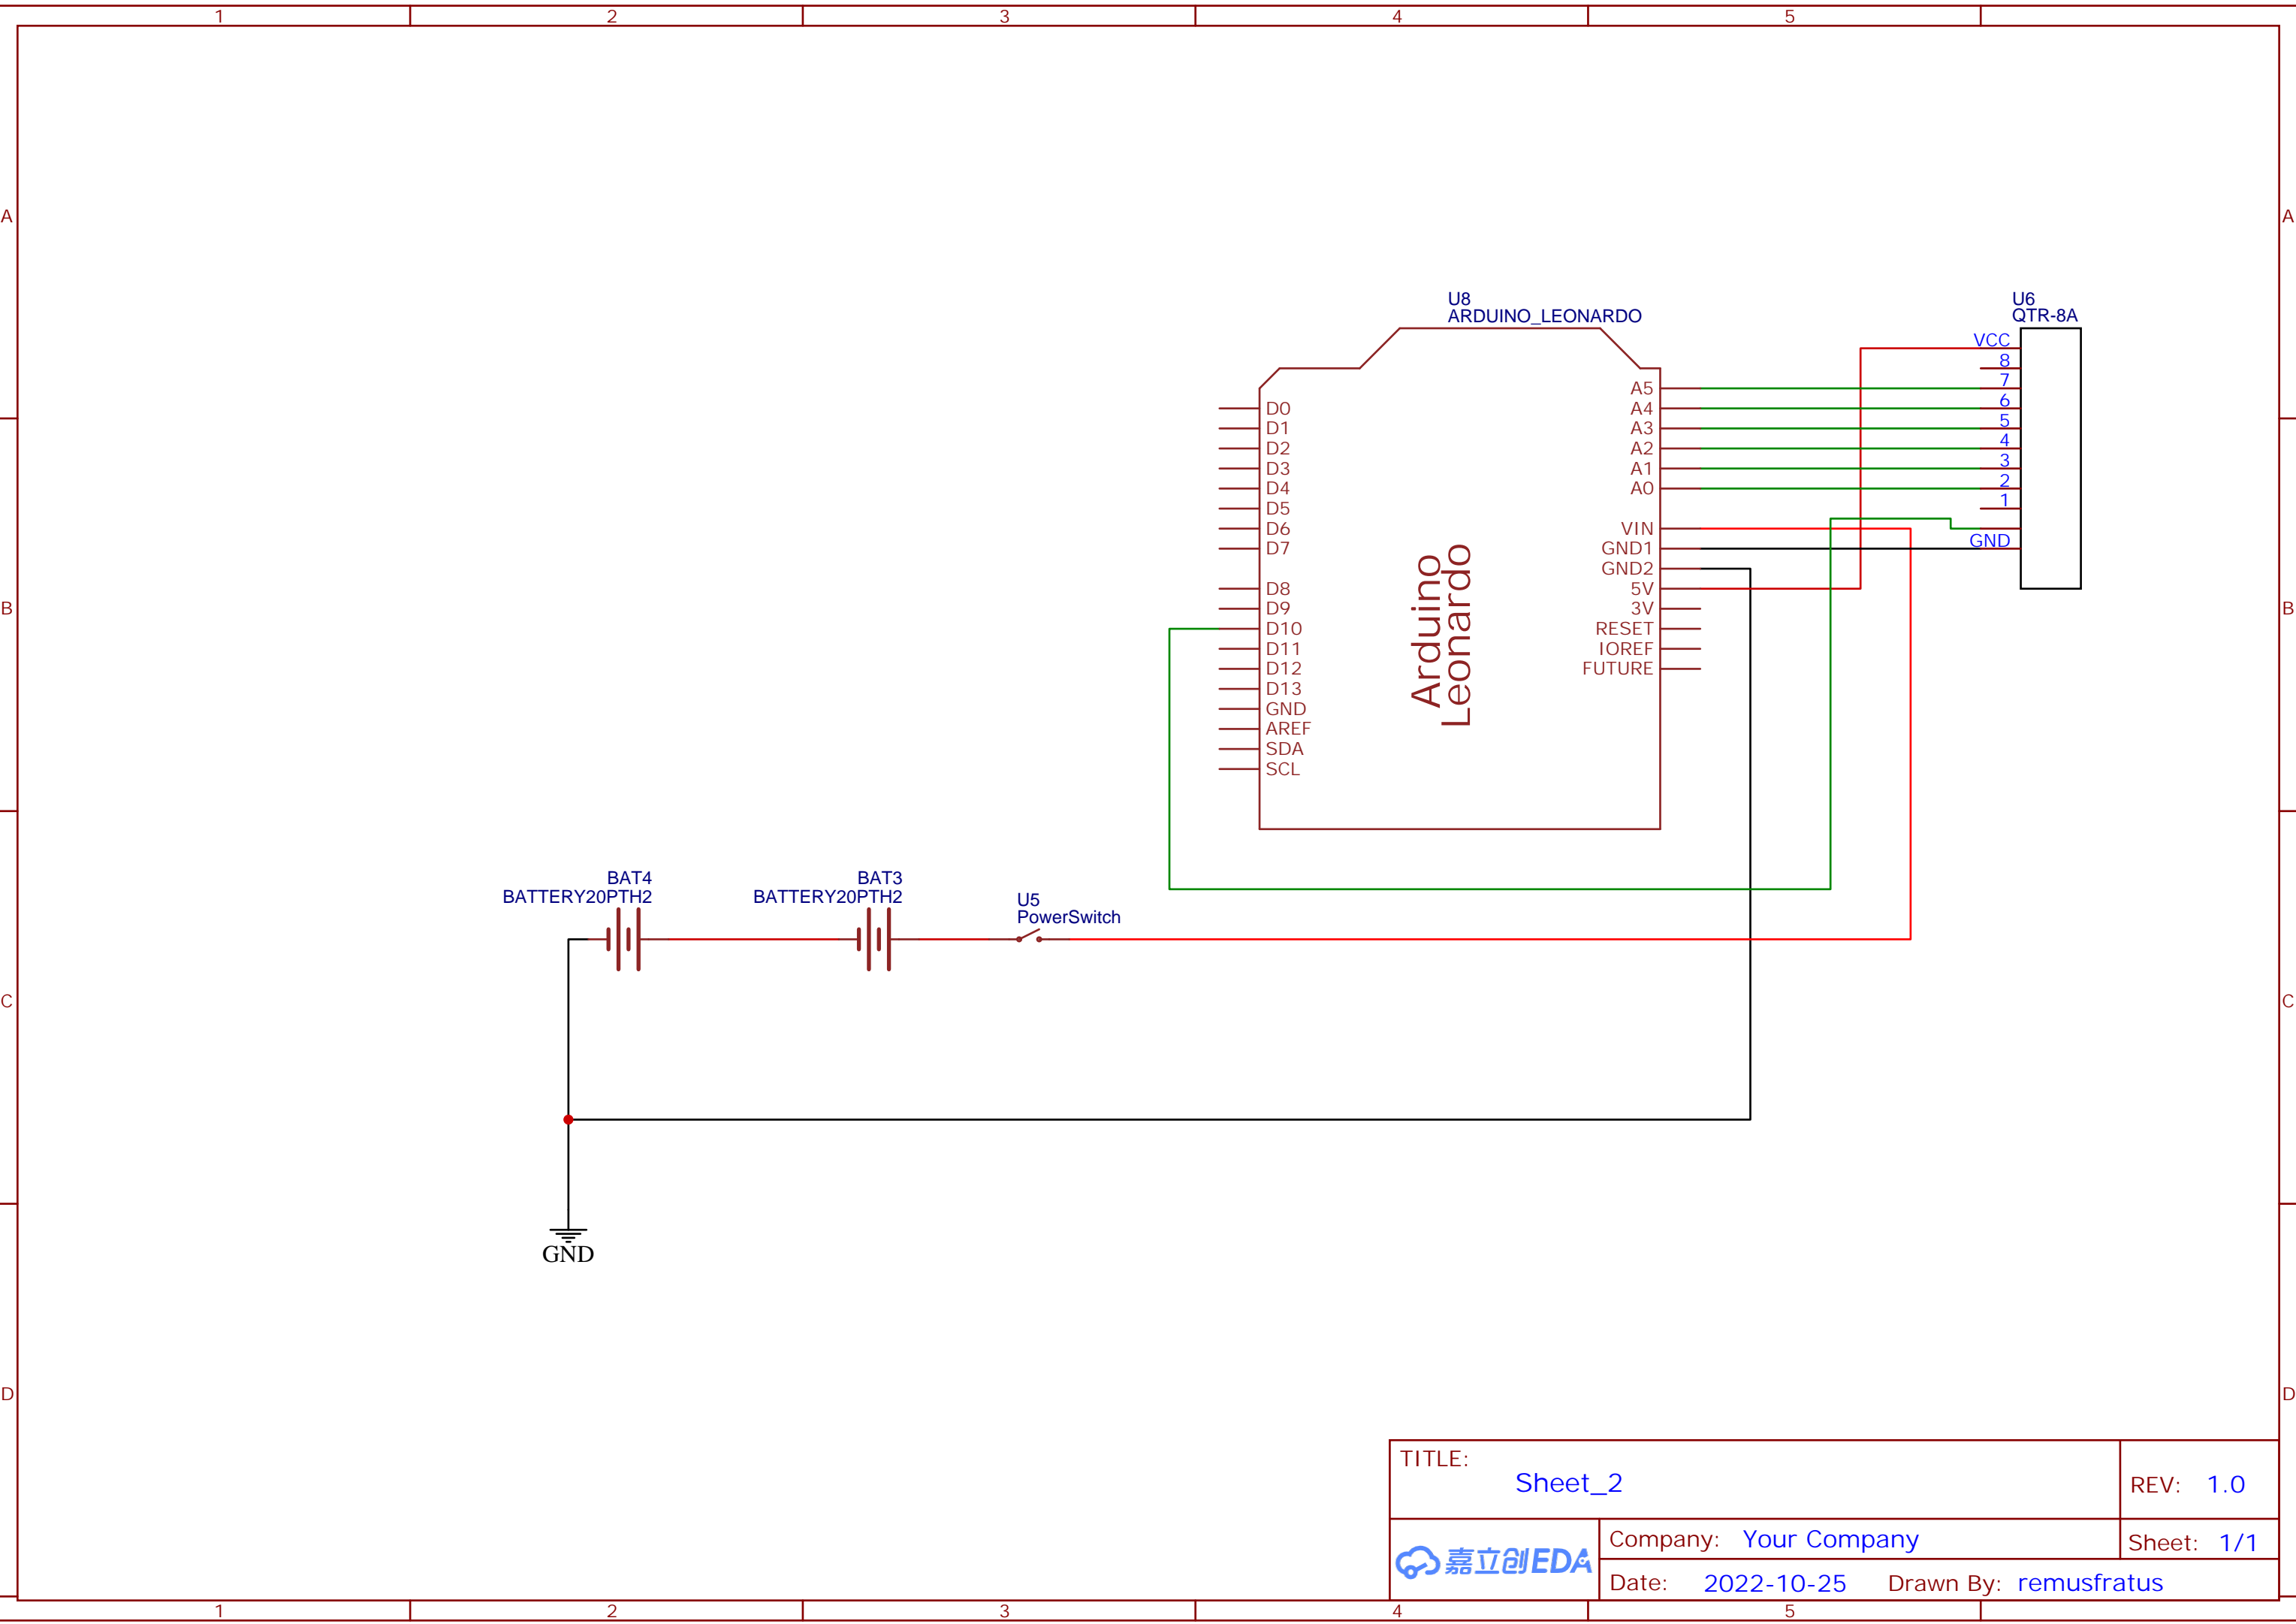 1 2 3 4 5
A A
U8
ARDUINO_LEONARDO
U6
QTR-8A
VCC
8
7
6
5
4
3
2
1
GND
A5
A4
A3
A2
A1
A0
VIN
GND1
GND2
5V
3V
RESET
IOREF
FUTURE
D0
D1
D2
D3
D4
D5
D6
D7
D8
D9
D10
D11
D12
D13
GND
AREF
SDA
SCL
Arduino
Leonardo
B B
BAT4
BATTERY20PTH2
BAT3
BATTERY20PTH2
U5
PowerSwitch
C C
GND
D D
TITLE:
Sheet_2
REV: 1.0
嘉立创EDA
Company: Your Company
Sheet: 1/1
Date: 2022-10-25 Drawn By: remusfratus
1 2 3 4 5